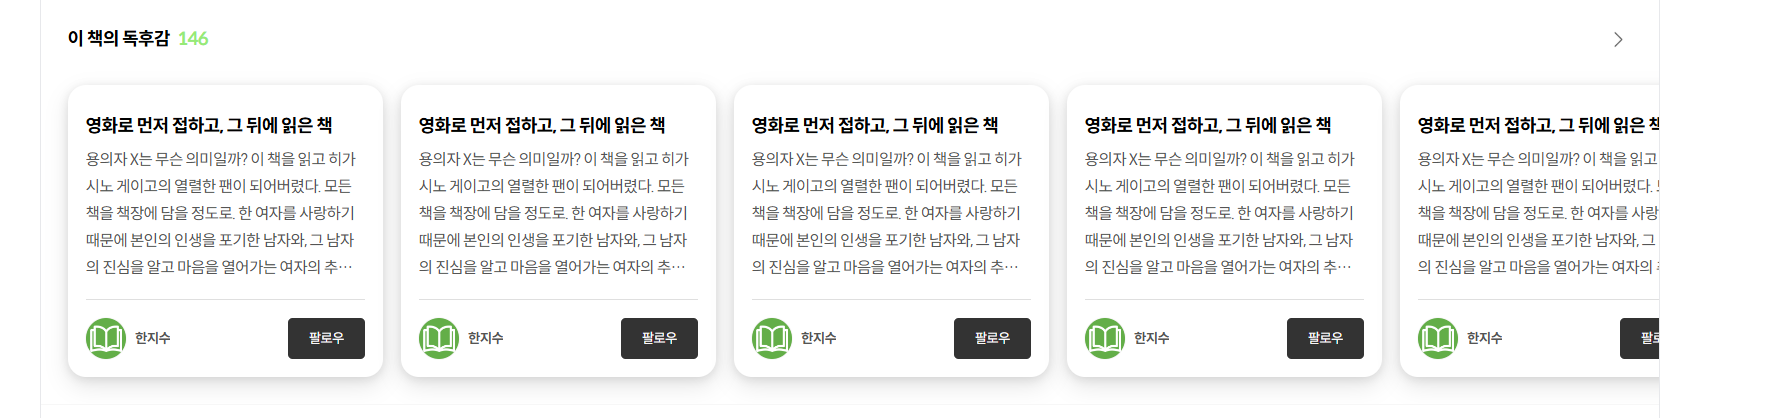 이 책의 독후감 146
영화로 먼저 접하고, 그 뒤에 읽은 책
용의자 X는 무슨 의미일까? 이 책을 읽고 히가
시노 게이고의 열렬한 팬이 되어버렸다. 모든
책을 책장에 담을 정도로. 한 여자를 사랑하기
때문에 본인의 인생을 포기한 남자와, 그 남자
의 진심을 알고 마음을 열어가는 여자의 추…
한지수
팔로우
영화로 먼저 접하고, 그 뒤에 읽은 책
용의자 X는 무슨 의미일까? 이 책을 읽고 히가
시노 게이고의 열렬한 팬이 되어버렸다. 모든
책을 책장에 담을 정도로. 한 여자를 사랑하기
때문에 본인의 인생을 포기한 남자와, 그 남자
의 진심을 알고 마음을 열어가는 여자의 추…
한지수
팔로우
영화로 먼저 접하고, 그 뒤에 읽은 책
용의자 X는 무슨 의미일까? 이 책을 읽고 히가
시노 게이고의 열렬한 팬이 되어버렸다. 모든
책을 책장에 담을 정도로. 한 여자를 사랑하기
때문에 본인의 인생을 포기한 남자와, 그 남자
의 진심을 알고 마음을 열어가는 여자의 추…
한지수
팔로우
영화로 먼저 접하고, 그 뒤에 읽은 책
용의자 X는 무슨 의미일까? 이 책을 읽고 히가
시노 게이고의 열렬한 팬이 되어버렸다. 모든
책을 책장에 담을 정도로. 한 여자를 사랑하기
때문에 본인의 인생을 포기한 남자와, 그 남자
의 진심을 알고 마음을 열어가는 여자의 추…
한지수
팔로우
영화로 먼저 접하고, 그 뒤에 읽은 책
용의자 X는 무슨 의미일까? 이 책을 읽고
시노 게이고의 열렬한 팬이 되어버렸다.
책을 책장에 담을 정도로. 한 여자를 사랑
때문에 본인의 인생을 포기한 남자와, 그
의 진심을 알고 마음을 열어가는 여자의
한지수
팔로